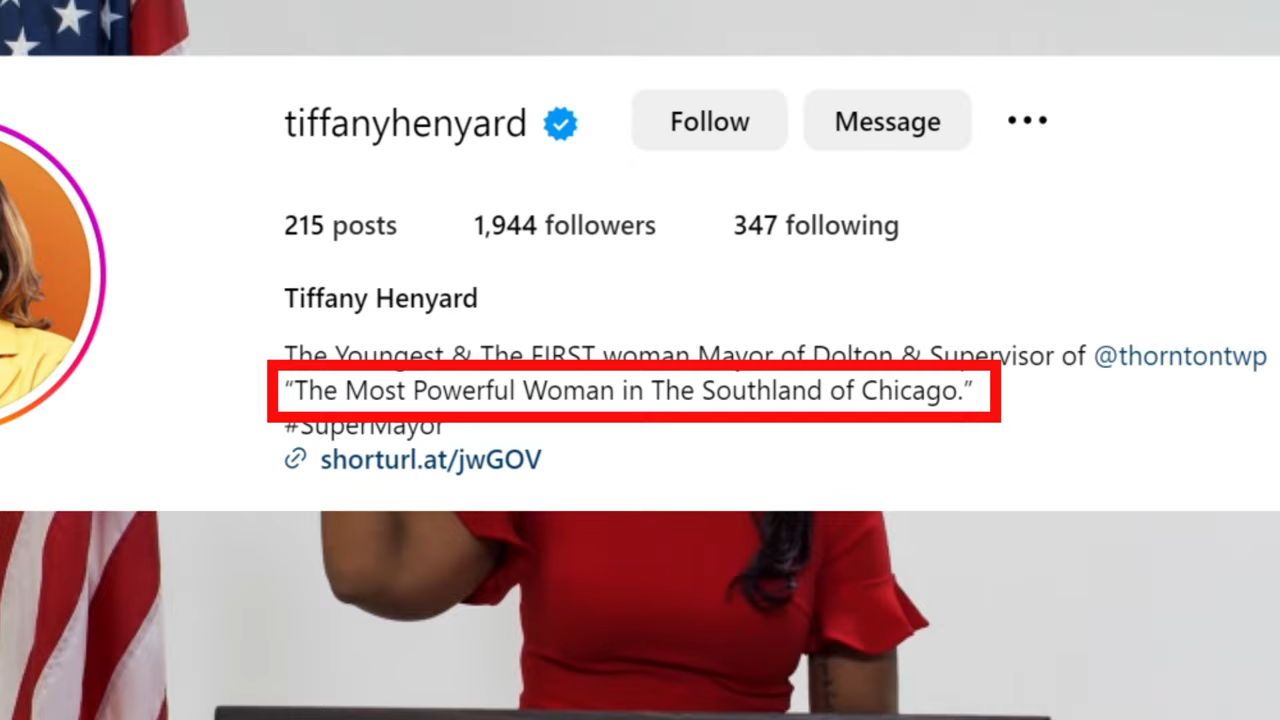 tiffanyhenyard
Follow
Message
215 posts
1,944 followers
347 following
Tiffany Henyard
The Youngest & The FIRST woman Mayor of Dolton & Supervisor of @thorntontwp
“The Most Powerful Woman in The Southland of Chicago.”
#SuperMayor
shorturl.at/jwGOV